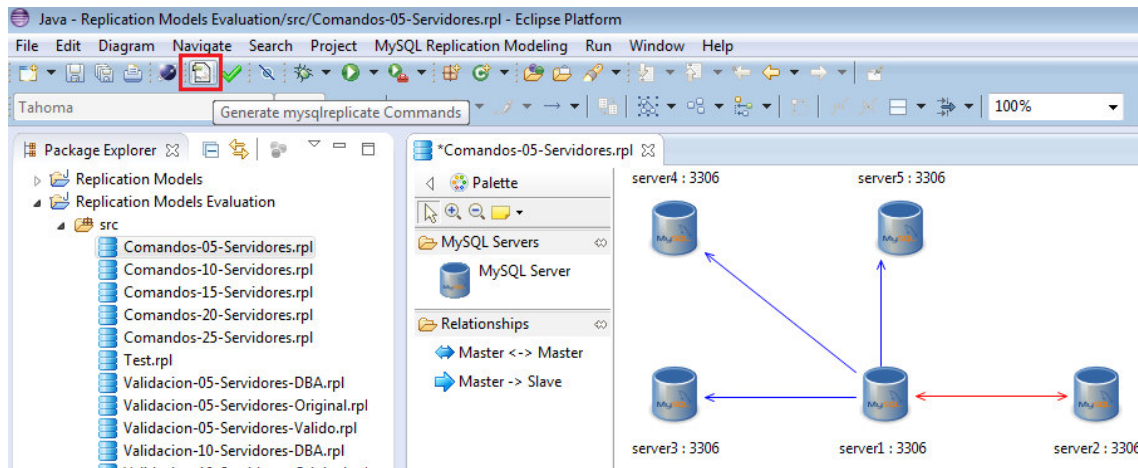 Java - Replication Models Evaluation/src/Comandos-05-Servidores.rpl - Eclipse Platform
File Edit Diagram Navigate Search Project MySQL Replication Modeling Run Window Help
Tahoma
Generate mysqlreplicate Commands
100%
Package Explorer
Replication Models
Replication Models Evaluation
src
Comandos-05-Servidores.rpl
Comandos-10-Servidores.rpl
Comandos-15-Servidores.rpl
Comandos-20-Servidores.rpl
Comandos-25-Servidores.rpl
Test.rpl
Validacion-05-Servidores-DBA.rpl
Validacion-05-Servidores-Original.rpl
Validacion-05-Servidores-Valido.rpl
Validacion-10-Servidores-DBA.rpl
*Comandos-05-Servidores.rpl
Palette
MySQL Servers
MySQL Server
Relationships
Master <-> Master
Master -> Slave
server4 : 3306
server5 : 3306
server3 : 3306
server1 : 3306
server2 : 3306